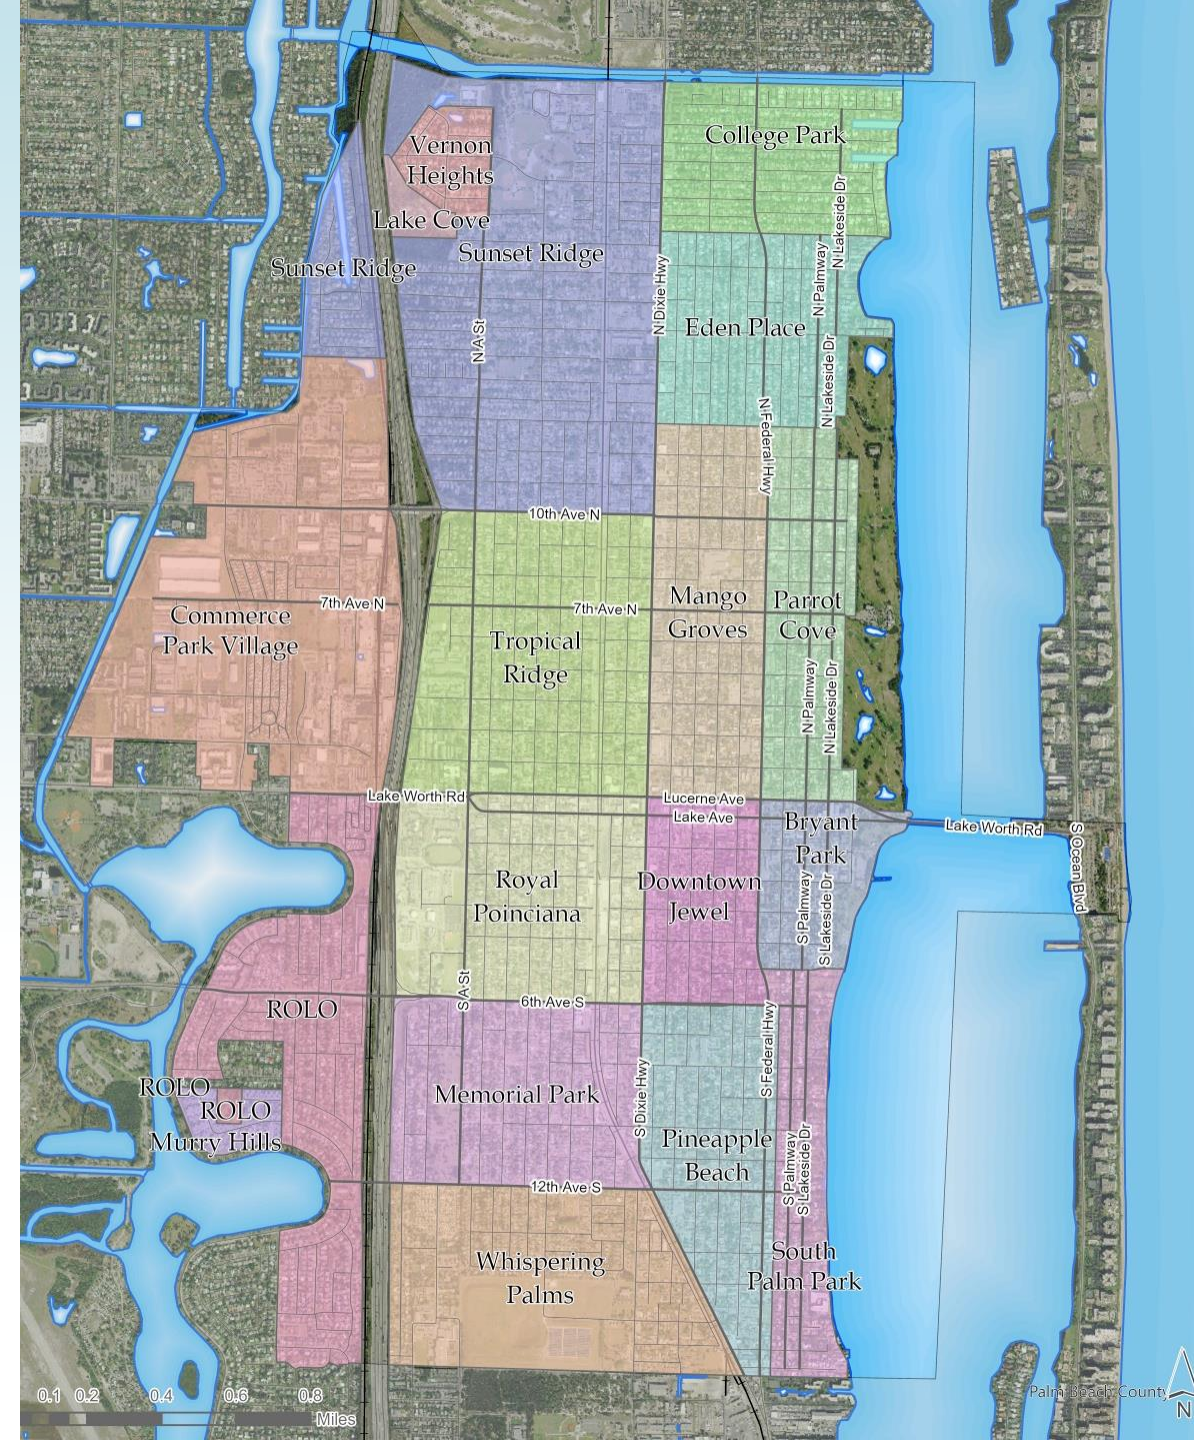 College Park
Vernon
Heights
N Lakeside Dr
Lake Cove
Sunset Ridge
Sunset Ridge
N Palmway
N Dixie Hwy
Eden Place
N A St
N Lakeside Dr
N Federal Hwy
10th Ave N
7th Ave N
7th Ave N
Commerce
Park Village
Tropical
Ridge
Mango
Groves
Parrot
Cove
N Palmway
N Lakeside Dr
Lake Worth Rd
Lucerne Ave
Lake Ave
Bryant
Park
Lake Worth Rd
S Ocean Blvd
Royal
Poinciana
Downtown
Jewel
S Palmway
S Lakeside Dr
S A St
6th Ave S
ROLO
S Federal Hwy
S Dixie Hwy
ROLO
ROLO
Murry Hills
Memorial Park
Pineapple
Beach
S Palmway
S Lakeside Dr
12th Ave S
Whispering
Palms
South
Palm Park
0.1 0.2 0.4 0.6 0.8
Miles
Palm Beach County
N